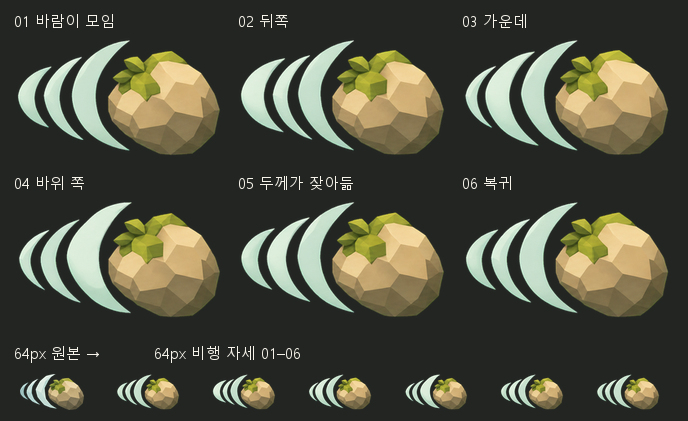 01 바람이 모임
02 뒤쪽
03 가운데
04 바위 쪽
05 두께가 잦아듦
06 복귀
64px 원본 →
64px 비행 자세 01–06